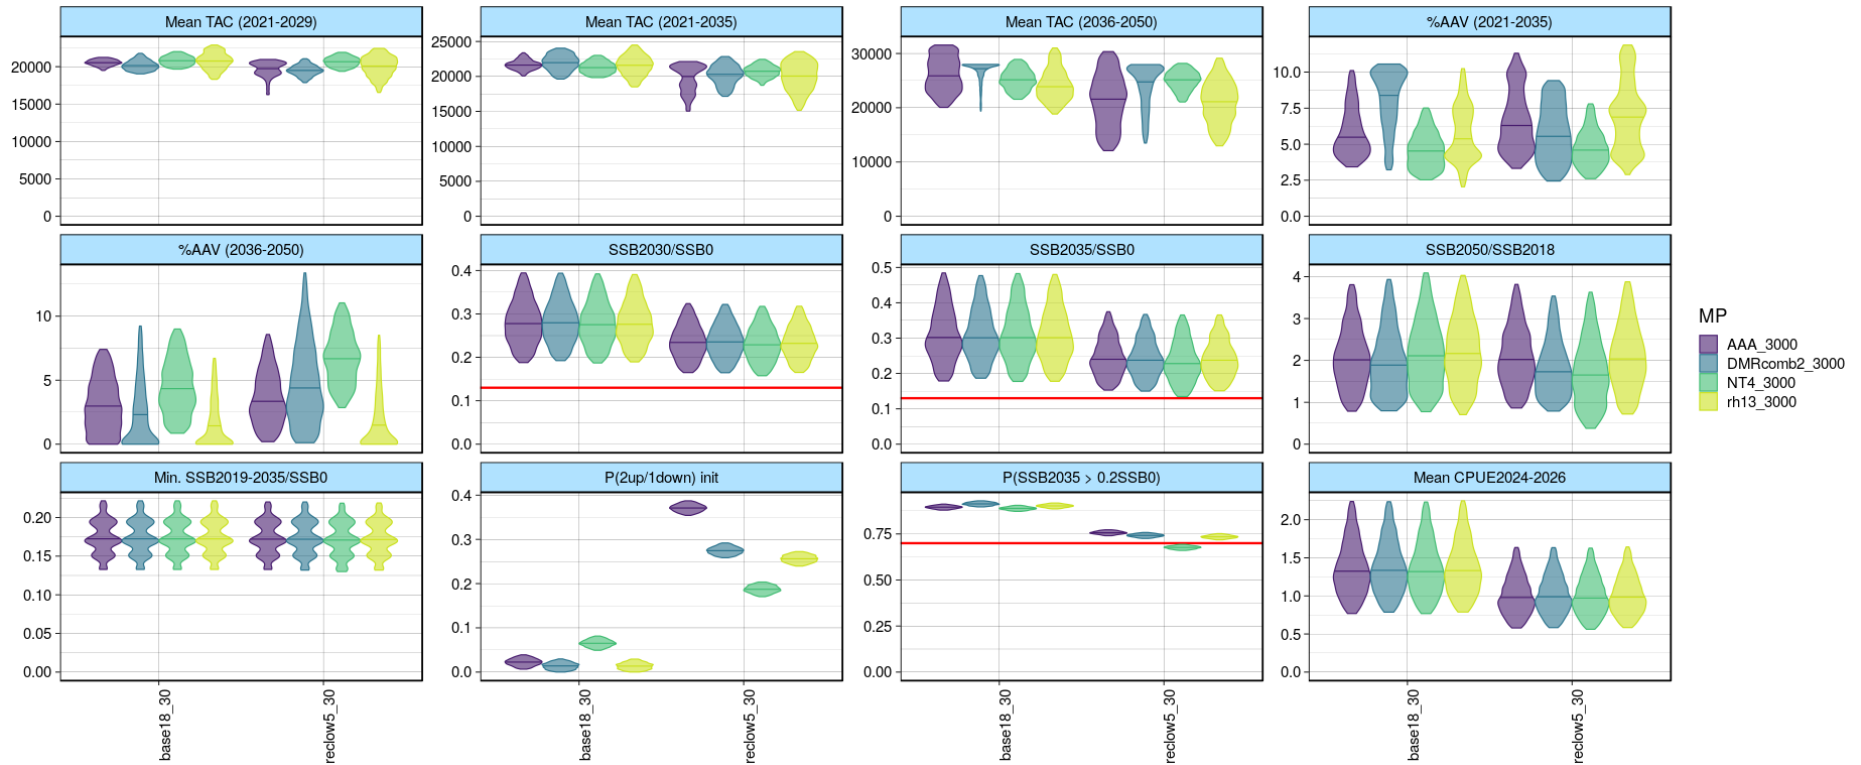 Mean TAC (2021-2029)
Mean TAC (2021-2035)
Mean TAC (2036-2050)
%AAV (2021-2035)
20000
15000
10000
5000
0
25000
20000
15000
10000
5000
0
30000
20000
10000
0
10.0
7.5
5.0
2.5
0.0
%AAV (2036-2050)
SSB2030/SSB0
SSB2035/SSB0
SSB2050/SSB2018
10
5
0
0.4
0.3
0.2
0.1
0.0
0.5
0.4
0.3
0.2
0.1
0.0
4
3
2
1
0
Min. SSB2019-2035/SSB0
P(2up/1down) init
P(SSB2035 > 0.2SSB0)
Mean CPUE2024-2026
0.20
0.15
0.10
0.05
0.00
0.4
0.3
0.2
0.1
0.0
0.75
0.50
0.25
0.00
2.0
1.5
1.0
0.5
0.0
base18_30
reclow5_30
base18_30
reclow5_30
base18_30
reclow5_30
base18_30
reclow5_30
MP
AAA_3000
DMRcomb2_3000
NT4_3000
rh13_3000